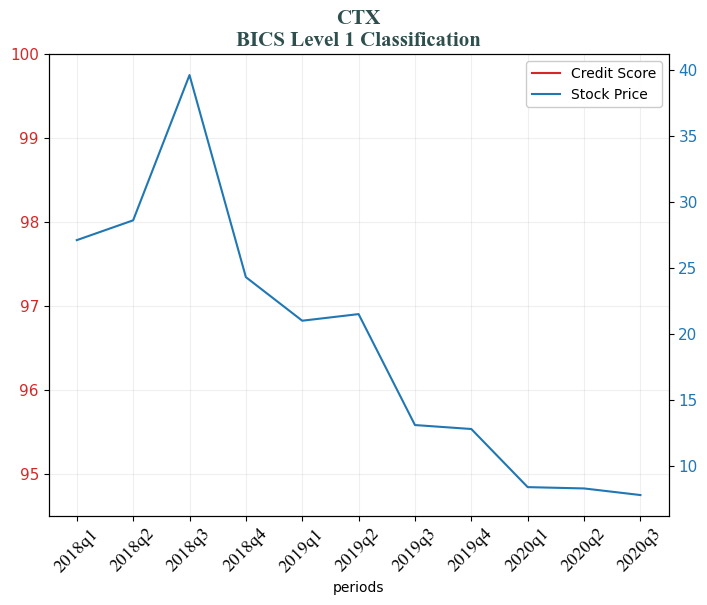 CTX
BICS Level 1 Classification
100
99
98
97
96
95
Credit Score
Stock Price
40
35
30
25
20
15
10
2018q1
2018q2
2018q3
2018q4
2019q1
2019q2
2019q3
2019q4
2020q1
2020q2
2020q3
periods